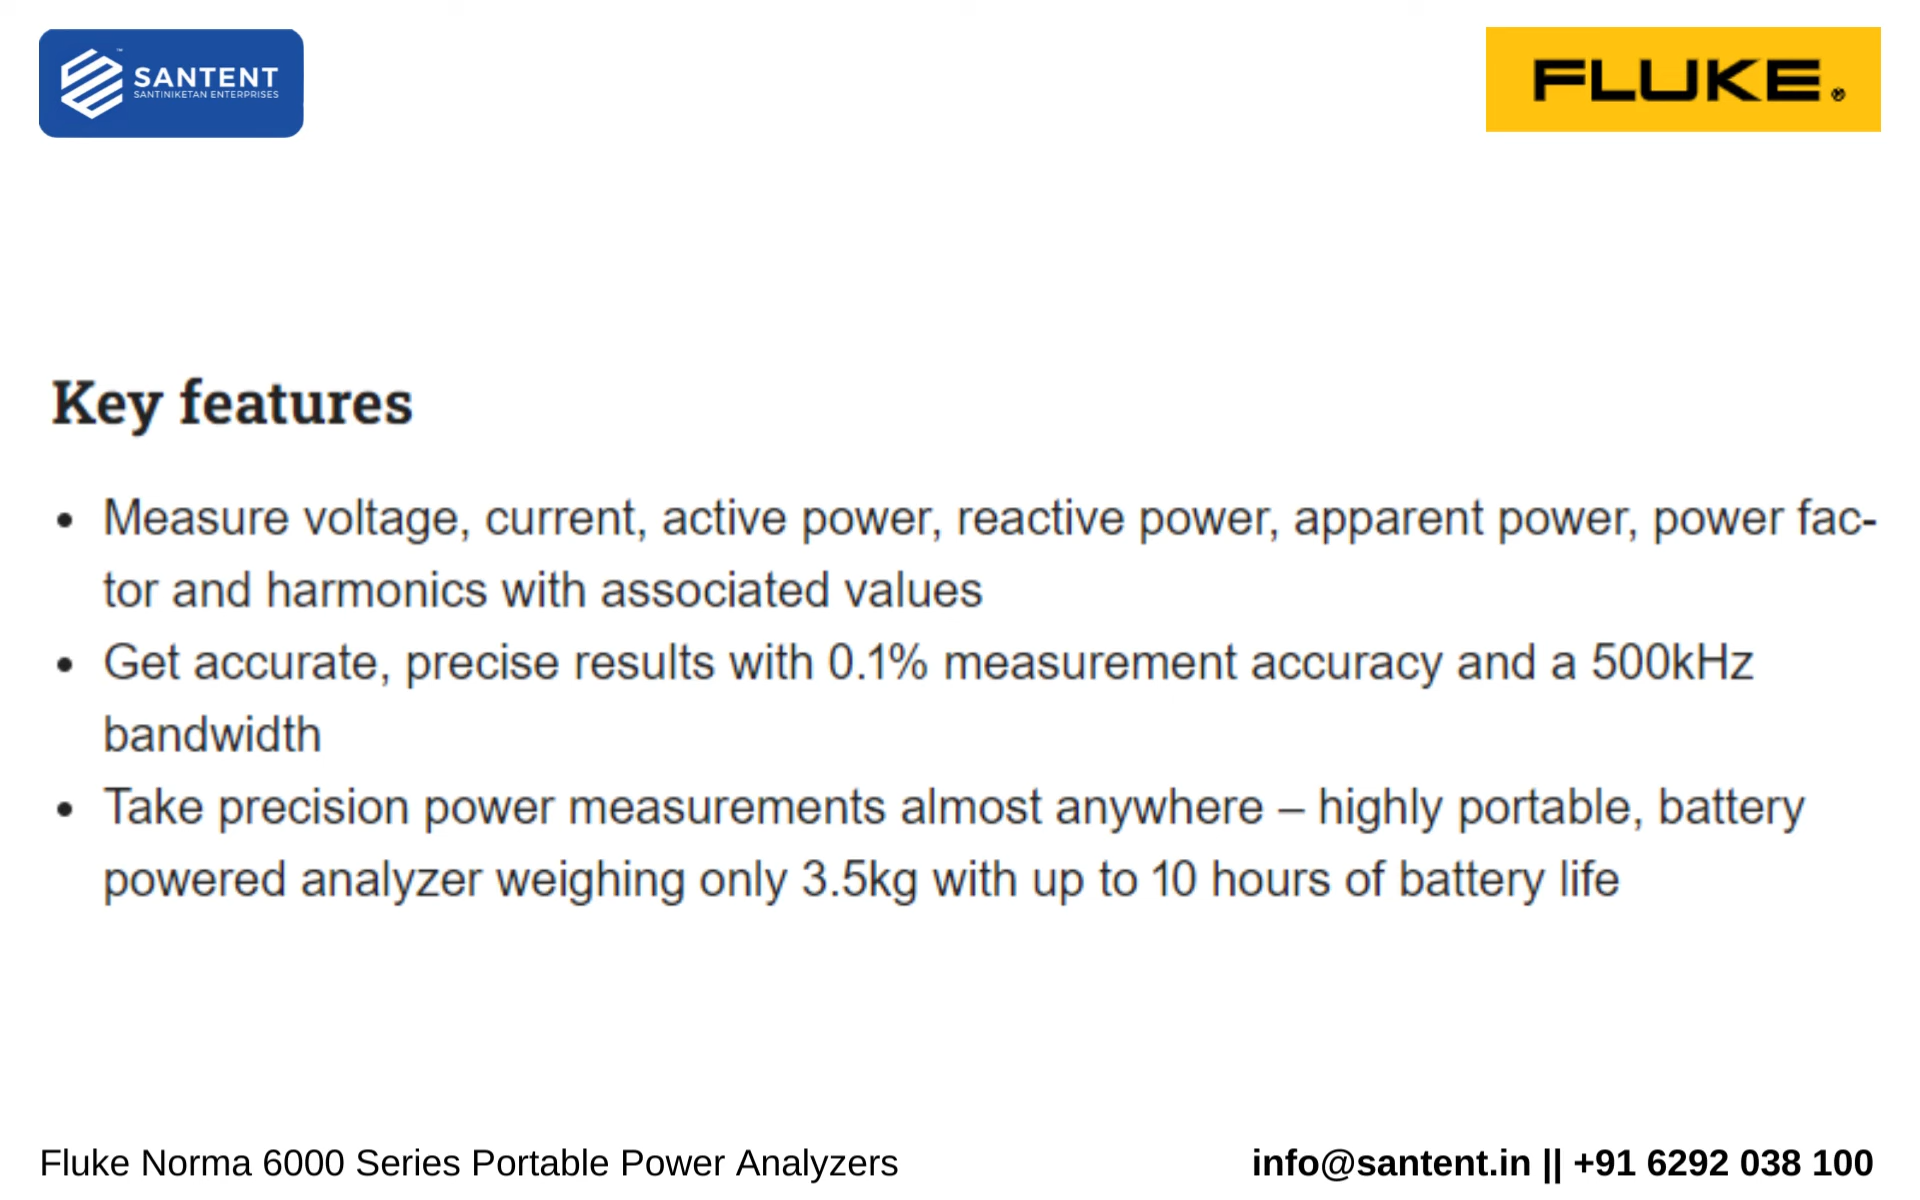 SANTENT
SANTINIKETAN ENTERPRISES
FLUKE®
Key features
• Measure voltage, current, active power, reactive power, apparent power, power fac-
tor and harmonics with associated values
• Get accurate, precise results with 0.1% measurement accuracy and a 500kHz
bandwidth
• Take precision power measurements almost anywhere – highly portable, battery
powered analyzer weighing only 3.5kg with up to 10 hours of battery life
Fluke Norma 6000 Series Portable Power Analyzers
info@santent.in || +91 6292 038 100